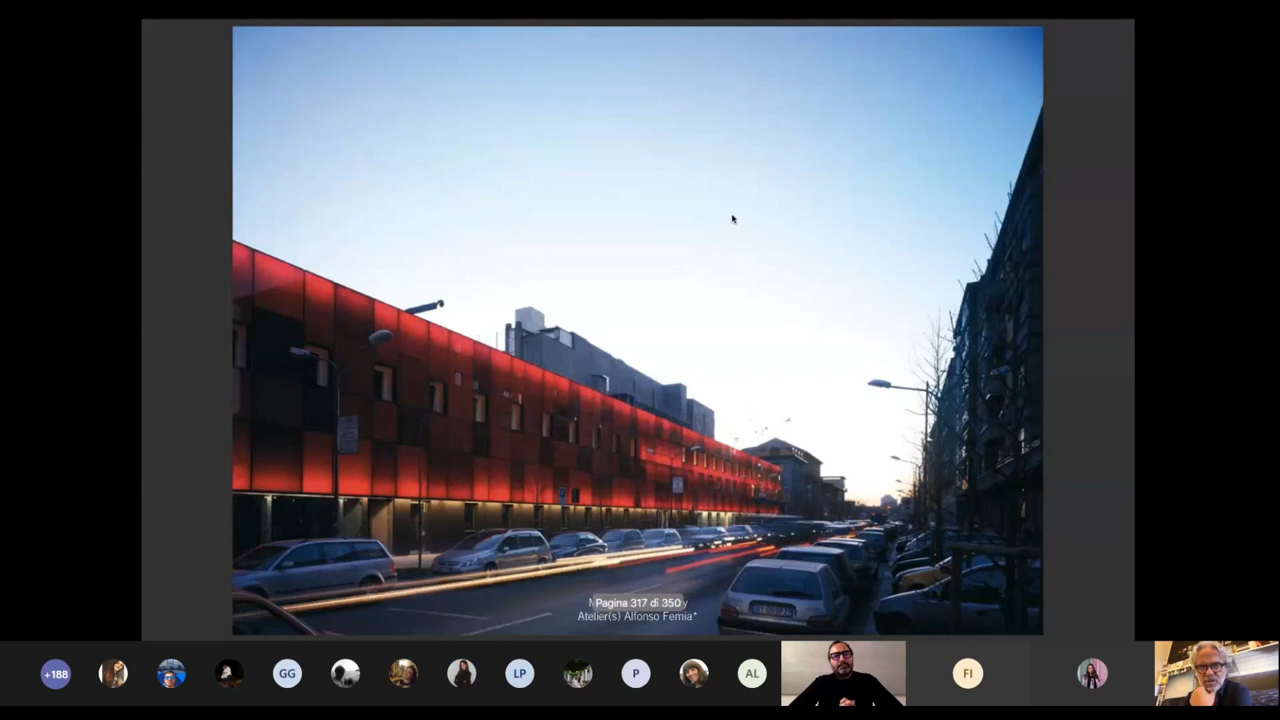 Pagina 317 di 350
Atelier(s) Alfonso Femia*
+188
GG
LP
P
AL
FI